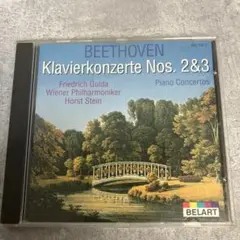 BEETHOVEN
Klavierkonzerte Nos. 2&3
Friedrich Gulda
Piano Concertos
Wiener Philharmoniker
Horst Stein
BELART